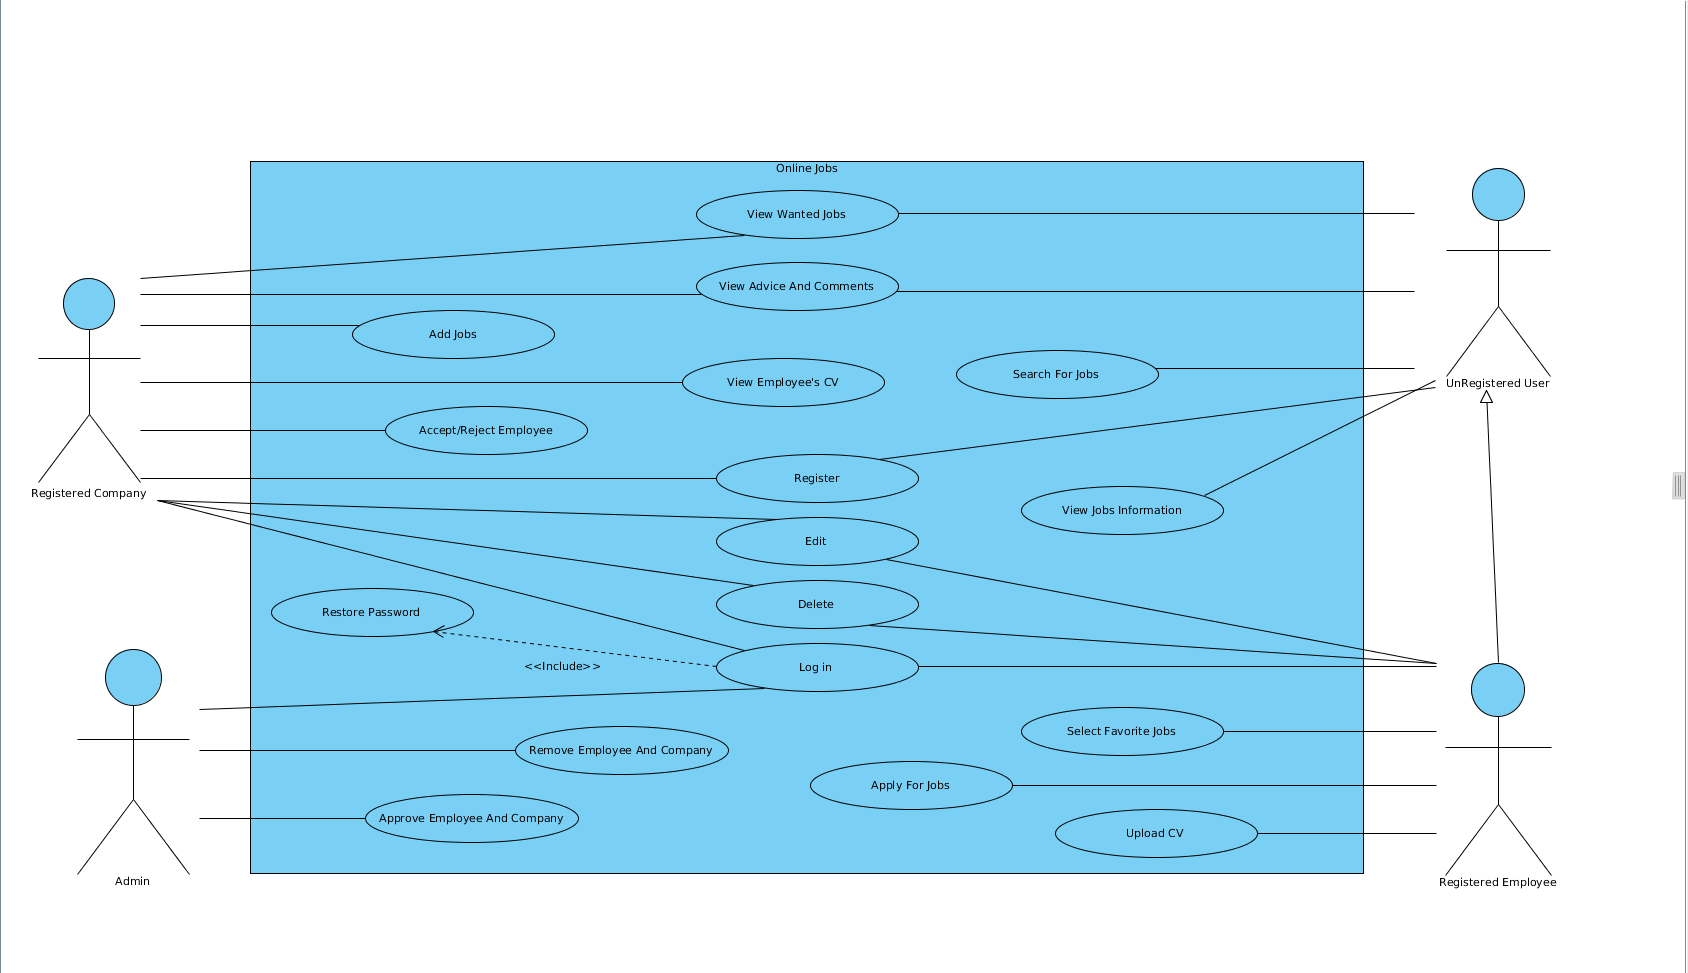 Online Jobs
View Wanted Jobs
View Advice And Comments
Add Jobs
Search For Jobs
View Employee's CV
UnRegistered User
Accept/Reject Employee
Register
Registered Company
View Jobs Information
Edit
Delete
Restore Password
<<Include>>
Log in
Select Favorite Jobs
Remove Employee And Company
Apply For Jobs
Approve Employee And Company
Upload CV
Admin
Registered Employee